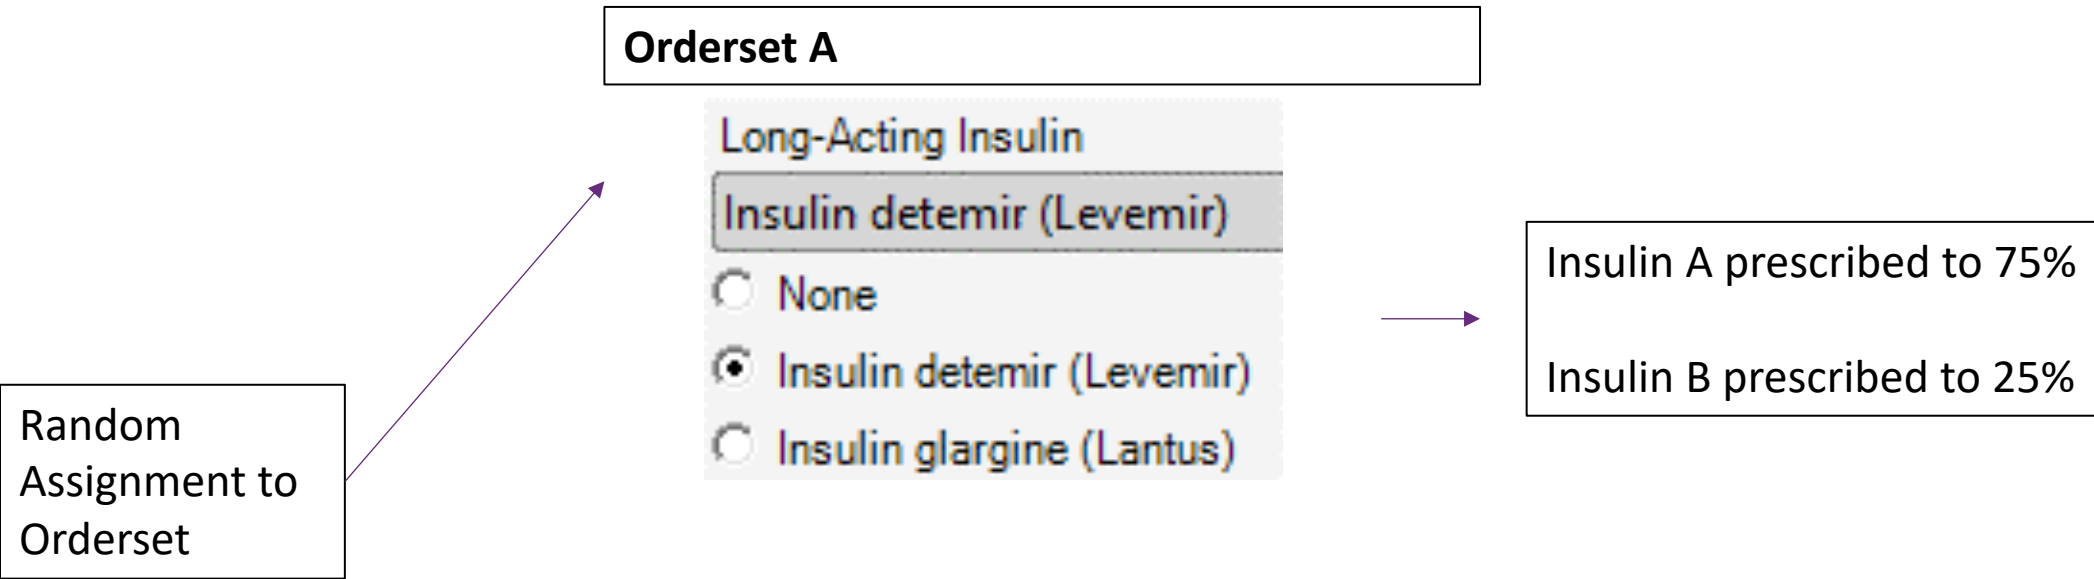 Orderset A
Long-Acting Insulin
Insulin detemir (Levemir)
None
Insulin detemir (Levemir)
Insulin glargine (Lantus)
Random
Assignment to
Orderset
Insulin A prescribed to 75%
Insulin B prescribed to 25%